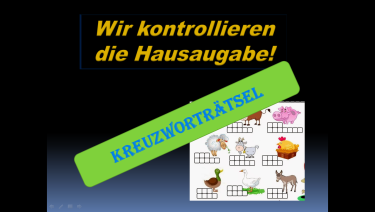 Wir kontrollieren
die Hausaugabe!
KREUZWORTRÄTSEL